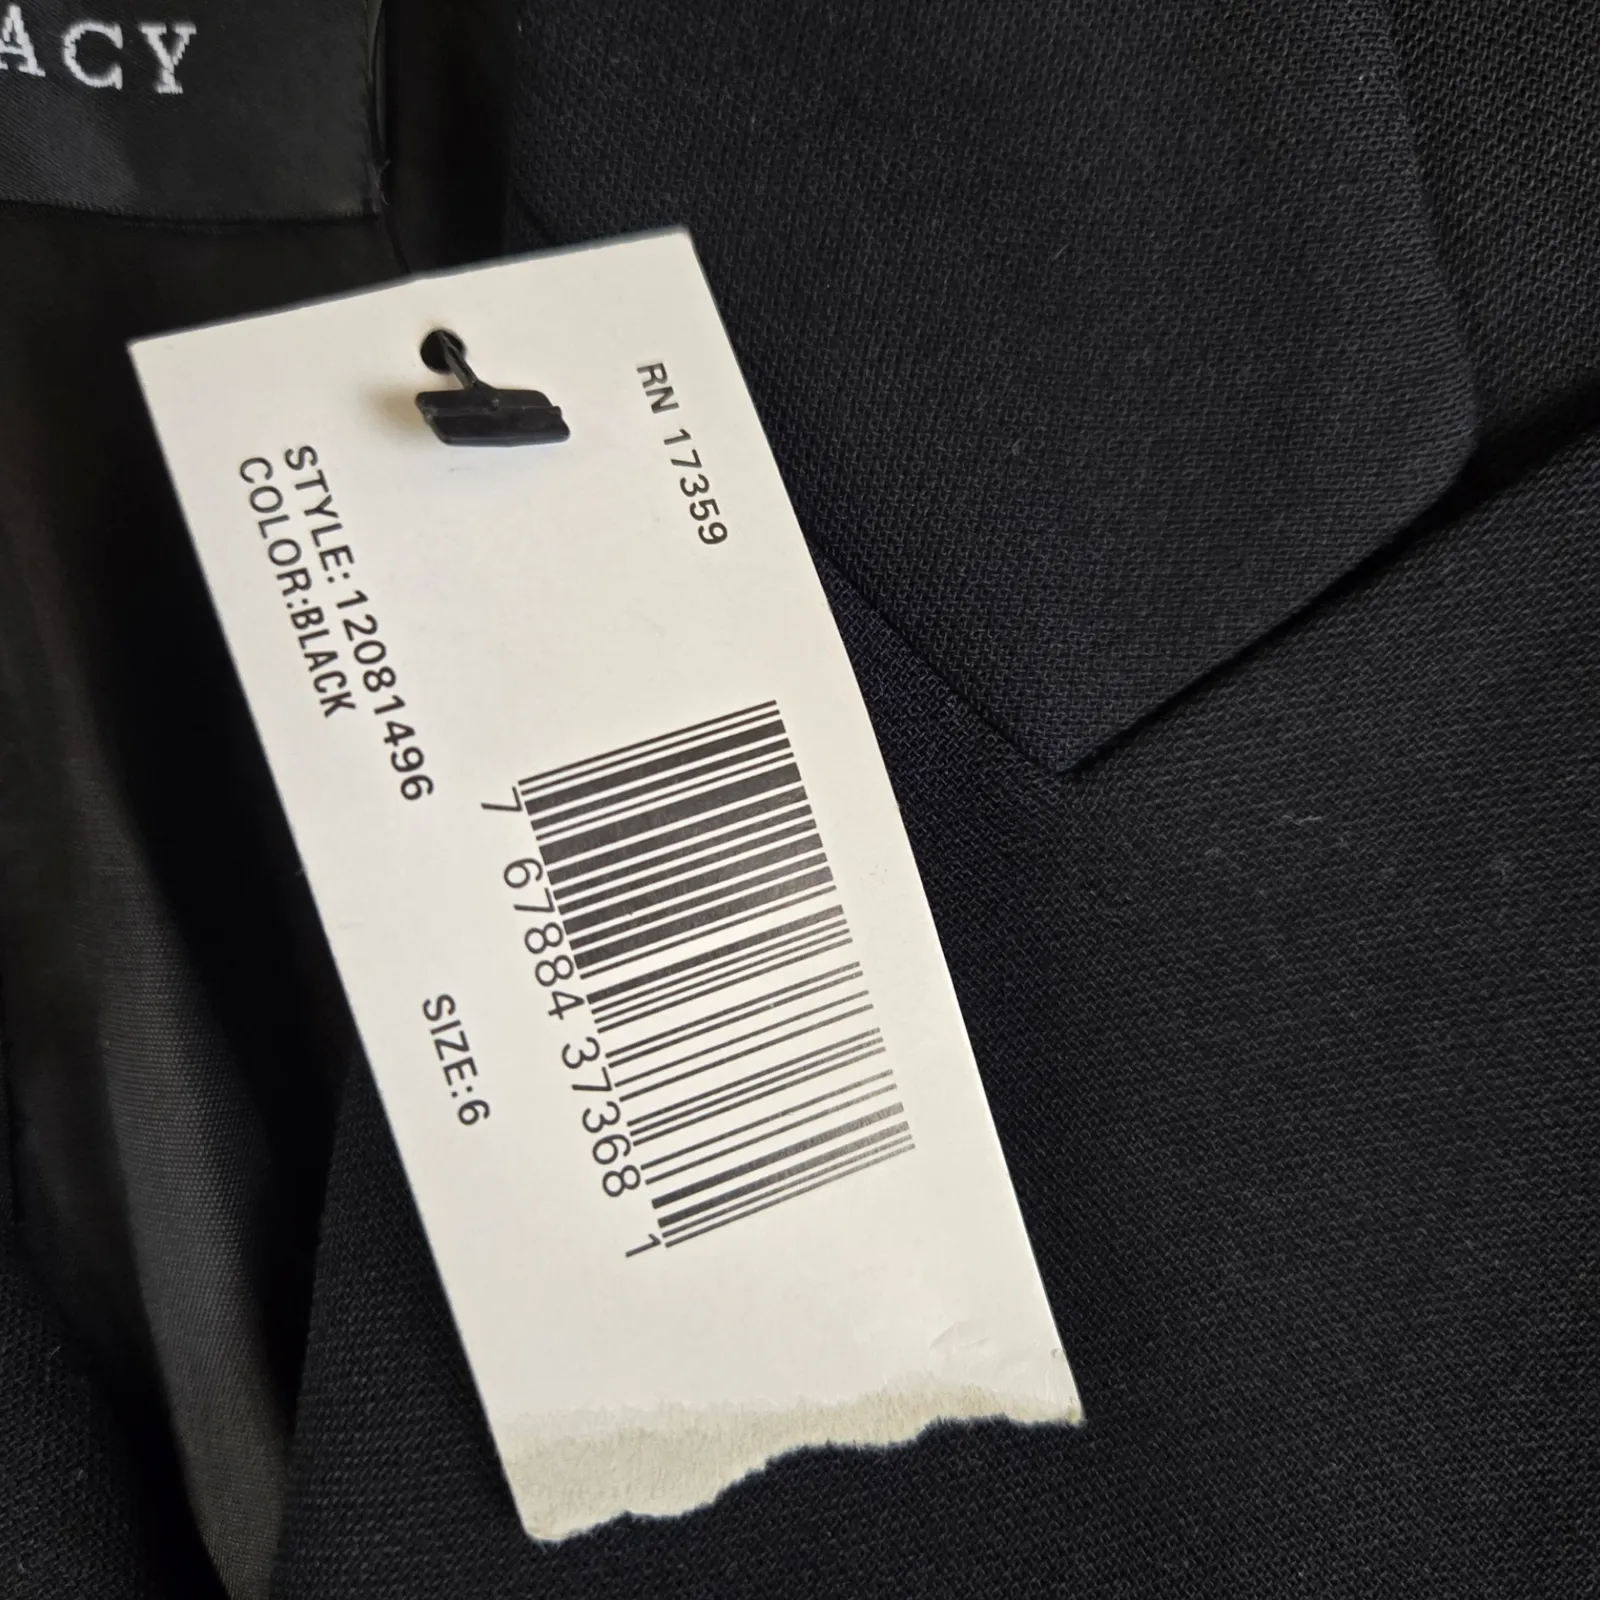 ACY
RN 17359
STYLE: 12081496
COLOR:BLACK
SIZE:6
7 67884 37368 1